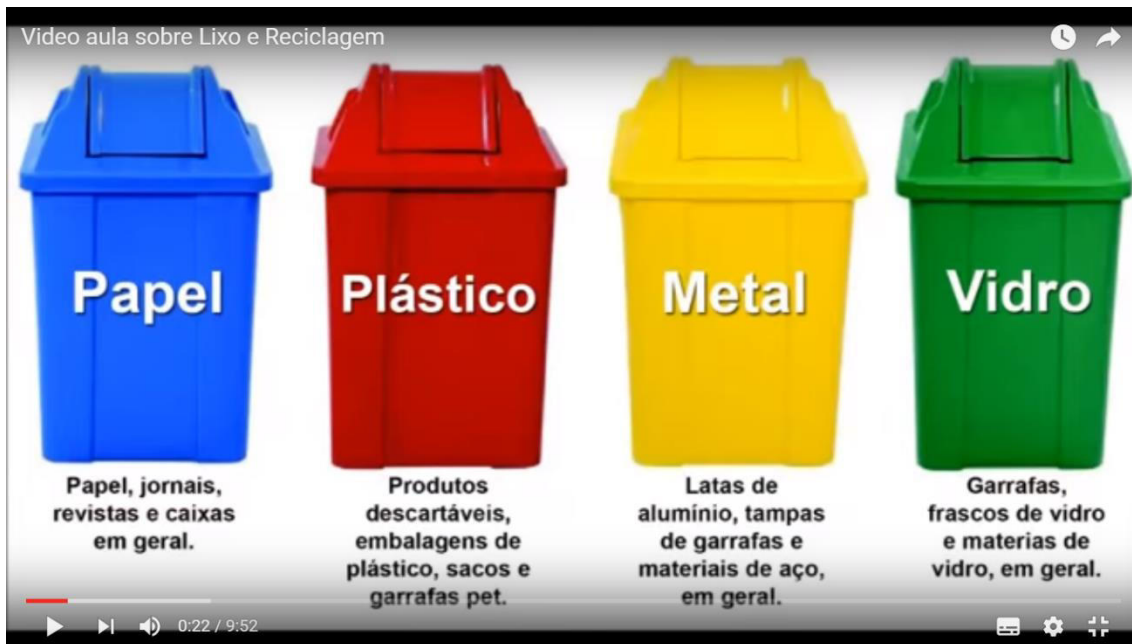 Video aula sobre Lixo e Reciclagem
Papel
Plástico
Metal
Vidro
Papel, jornais,
revistas e caixas
em geral.
Produtos
descartáveis,
embalagens de
plástico, sacos e
garrafas pet.
Latas de
alumínio, tampas
de garrafas e
materiais de aço,
em geral.
Garrafas,
frascos de vidro
e materias de
vidro, em geral.
0:22 / 9:52